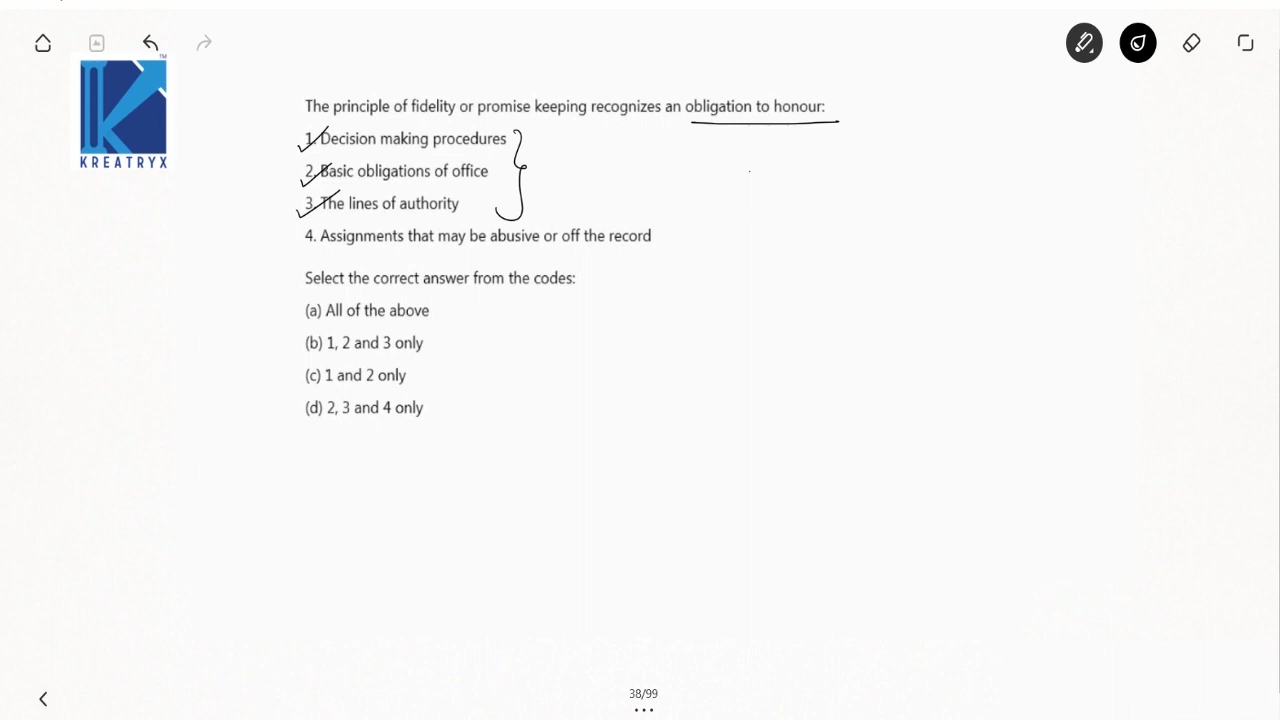 TM
KREATRYX
The principle of fidelity or promise keeping recognizes an obligation to honour:
1. Decision making procedures
2. Basic obligations of office
3. The lines of authority
4. Assignments that may be abusive or off the record
Select the correct answer from the codes:
(a) All of the above
(b) 1, 2 and 3 only
(c) 1 and 2 only
(d) 2, 3 and 4 only
38/99